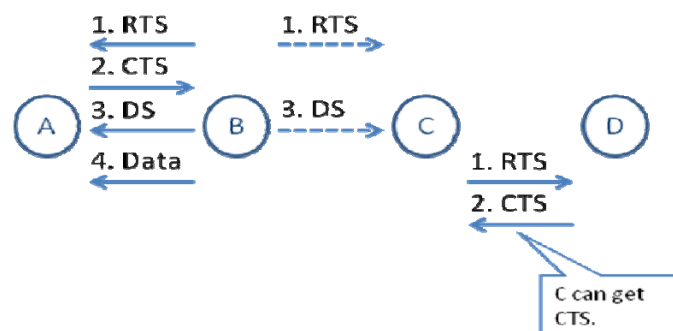 1. RTS
1. RTS
2. CTS
A
3. DS
B
3. DS
C
D
4. Data
1. RTS
2. CTS
C can get
CTS.